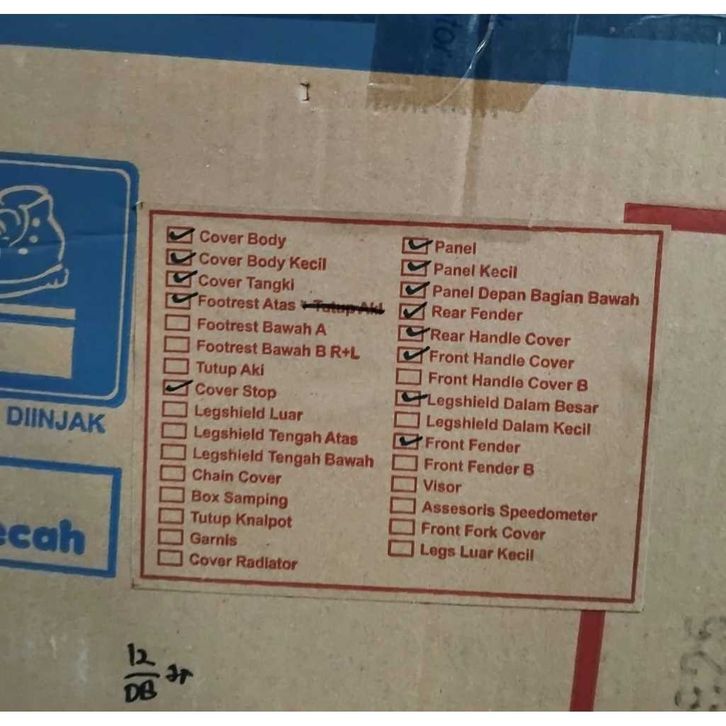 Cover Body
Cover Body Kecil
Cover Tangki
Footrest Atas + Tutup Aki
Footrest Bawah A
Footrest Bawah B R+L
Tutup Aki
Cover Stop
Legshield Luar
Legshield Tengah Atas
Legshield Tengah Bawah
Chain Cover
Box Samping
Tutup Knalpot
Garnis
Cover Radiator
Panel
Panel Kecil
Panel Depan Bagian Bawah
Rear Fender
Rear Handle Cover
Front Handle Cover
Front Handle Cover B
Legshield Dalam Besar
Legshield Dalam Kecil
Front Fender
Front Fender B
Visor
Assesoris Speedometer
Front Fork Cover
Legs Luar Kecil
DIINJAK
ecah
12
DB